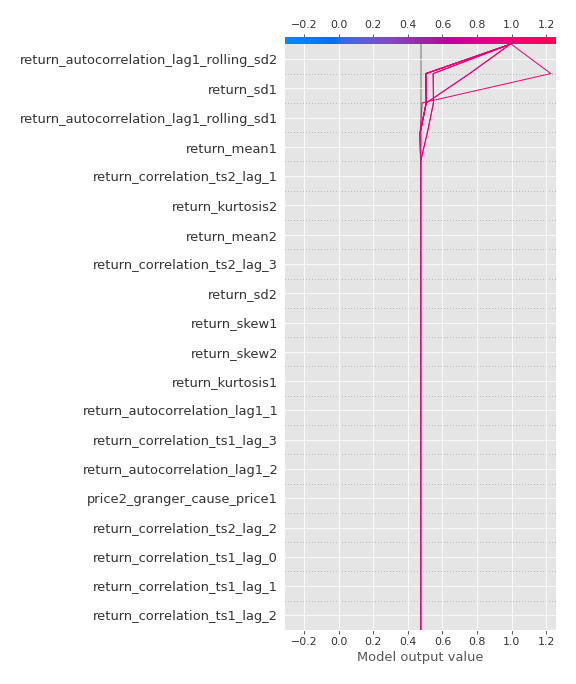 −0.2 0.0 0.2 0.4 0.6 0.8 1.0 1.2
return_autocorrelation_lag1_rolling_sd2
return_sd1
return_autocorrelation_lag1_rolling_sd1
return_mean1
return_correlation_ts2_lag_1
return_kurtosis2
return_mean2
return_correlation_ts2_lag_3
return_sd2
return_skew1
return_skew2
return_kurtosis1
return_autocorrelation_lag1_1
return_correlation_ts1_lag_3
return_autocorrelation_lag1_2
price2_granger_cause_price1
return_correlation_ts2_lag_2
return_correlation_ts1_lag_0
return_correlation_ts1_lag_1
return_correlation_ts1_lag_2
−0.2 0.0 0.2 0.4 0.6 0.8 1.0 1.2
Model output value